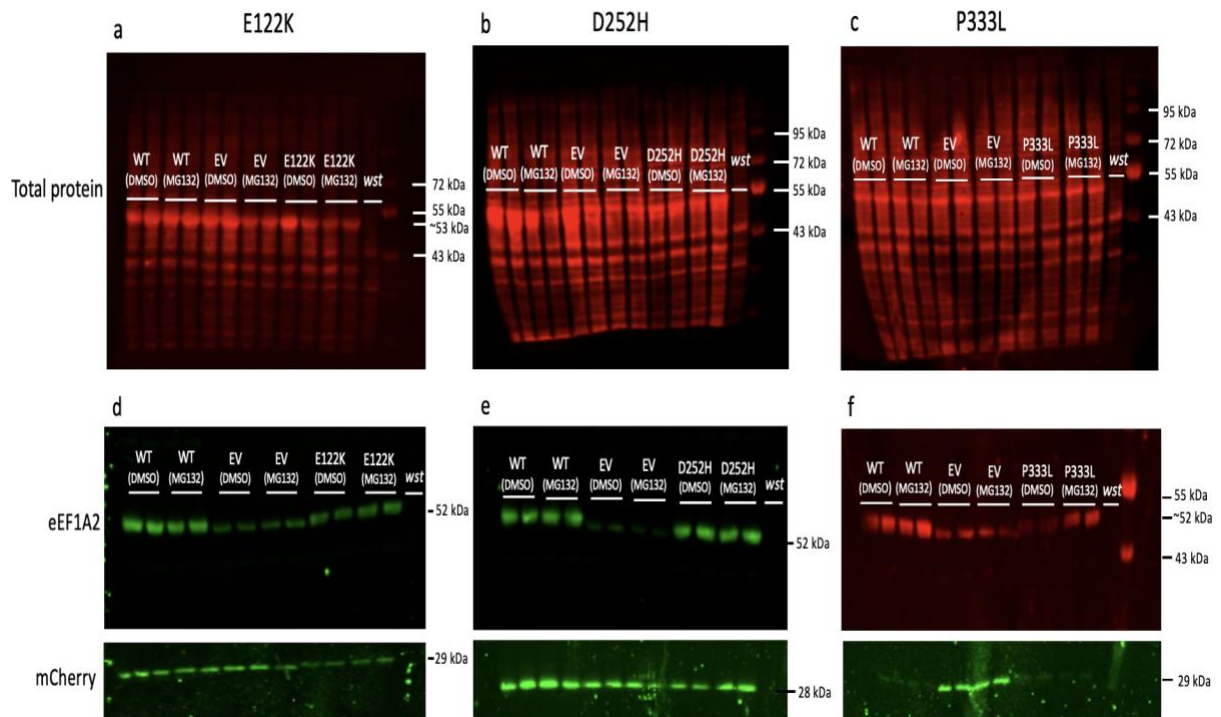 a E122K b D252H c P333L
Total protein
WT WT EV EV E122K E122K
(DMSO) (MG132) (DMSO) (MG132) (DMSO) (MG132) wst
72 kDa
55 kDa
~53 kDa
43 kDa
WT WT EV EV D252H D252H wst
(DMSO) (MG132) (DMSO) (MG132) (DMSO) (MG132)
95 kDa
72 kDa
55 kDa
43 kDa
WT WT EV EV P333L P333L wst
(DMSO) (MG132) (DMSO) (MG132) (DMSO) (MG132)
95 kDa
72 kDa
55 kDa
43 kDa
d e f
eEF1A2
WT WT EV EV E122K E122K
(DMSO) (MG132) (DMSO) (MG132) (DMSO) (MG132) wst
52 kDa
WT WT EV EV D252H D252H
(DMSO) (MG132) (DMSO) (MG132) (DMSO) (MG132) wst
52 kDa
WT WT EV EV P333L P333L
(DMSO) (MG132) (DMSO) (MG132) (DMSO) (MG132) wst
55 kDa
~52 kDa
43 kDa
mCherry
29 kDa
28 kDa
29 kDa